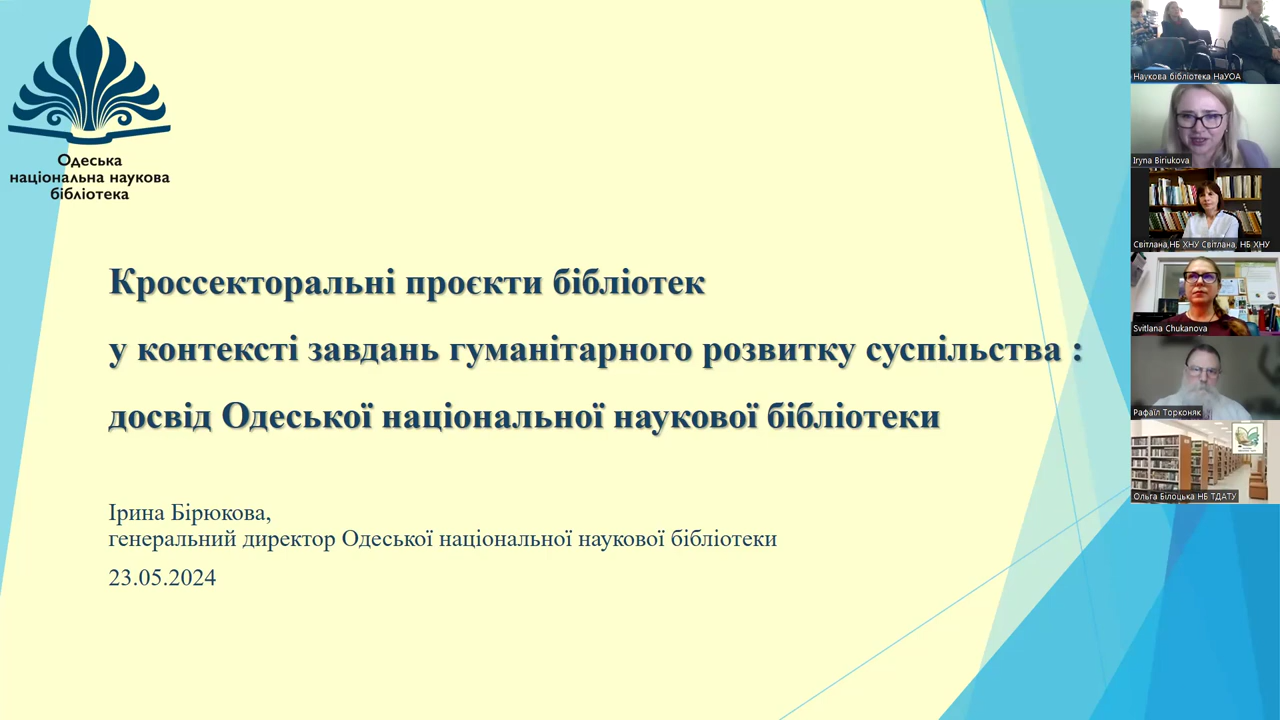 Одеська
національна наукова
бібліотека
Кроссекторальні проєкти бібліотек
у контексті завдань гуманітарного розвитку суспільства :
досвід Одеської національної наукової бібліотеки
Ірина Бірюкова,
генеральний директор Одеської національної наукової бібліотеки
23.05.2024
Наукова бібліотека НаУОА
Iryna Biriukova
Світлана,НБ ХНУ Світлана, НБ ХНУ
Svitlana Chukanova
Рафаїл Торконяк
Ольга Білоцька НБ ТДАТУ